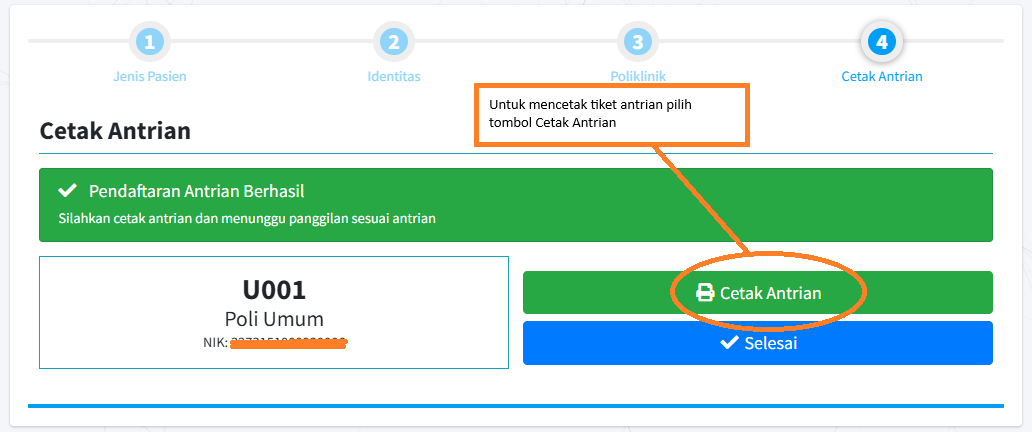 1
2
3
4
Jenis Pasien
Identitas
Poliklinik
Cetak Antrian
Untuk mencetak tiket antrian pilih
tombol Cetak Antrian
Cetak Antrian
Pendaftaran Antrian Berhasil
Silahkan cetak antrian dan menunggu panggilan sesuai antrian
U001
Poli Umum
NIK:
Cetak Antrian
Selesai